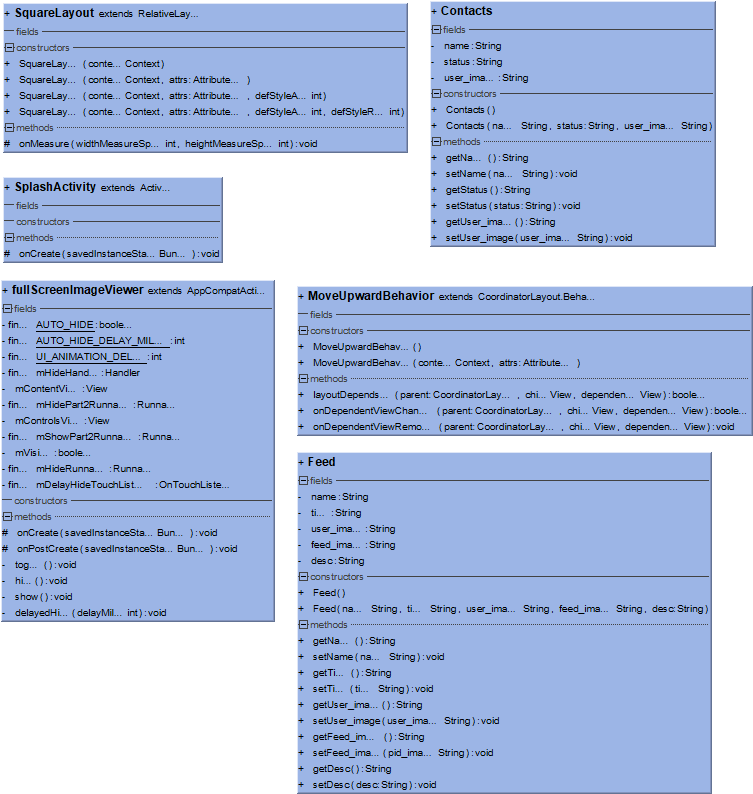 + SquareLayout extends RelativeLay...
fields
constructors
+ SquareLay... (conte... Context)
+ SquareLay... (conte... Context, attrs: Attribute... )
+ SquareLay... (conte... Context, attrs: Attribute... , defStyleA... int)
+ SquareLay... (conte... Context, attrs: Attribute... , defStyleA... int, defStyleR... int)
methods
# onMeasure (widthMeasureSp... int, heightMeasureSp... int):void
+ Contacts
fields
- name:String
- status:String
- user_ima... :String
constructors
+ Contacts()
+ Contacts(na... String, status:String, user_ima... String)
methods
+ getNa... ():String
+ setName(na... String):void
+ getStatus():String
+ setStatus(status:String):void
+ getUser_ima... ():String
+ setUser_image(user_ima... String):void
+ SplashActivity extends Activ...
fields
constructors
methods
# onCreate(savedInstanceSta... Bun... ):void
+ fullScreenImageViewer extends AppCompatActi...
fields
- fin... AUTO_HIDE:boole...
- fin... AUTO_HIDE_DELAY_MIL... :int
- fin... UI_ANIMATION_DEL... :int
- fin... mHideHand... :Handler
- mContentVi... :View
- fin... mHidePart2Runna... :Runna...
- mControlsVi... :View
- fin... mShowPart2Runna... :Runna...
- mVisi... :boole...
- fin... mHideRunna... :Runna...
- fin... mDelayHideTouchList... :OnTouchListe...
constructors
methods
# onCreate(savedInstanceSta... Bun... ):void
# onPostCreate(savedInstanceSta... Bun... ):void
- tog... ():void
- hi... ():void
- show():void
- delayedHi... (delayMil... int):void
+ MoveUpwardBehavior extends CoordinatorLayout.Beha...
fields
constructors
+ MoveUpwardBehav... ()
+ MoveUpwardBehav... (conte... Context, attrs: Attribute... )
methods
+ layoutDepends... (parent:CoordinatorLay... , chi... View, dependen... View):boole...
+ onDependentViewChan... (parent:CoordinatorLay... , chi... View, dependen... View):boole...
+ onDependentViewRemo... (parent:CoordinatorLay... , chi... View, dependen... View):void
+ Feed
fields
- name:String
- ti... :String
- user_ima... :String
- feed_ima... :String
- desc:String
constructors
+ Feed()
+ Feed(na... String, ti... String, user_ima... String, feed_ima... String, desc:String)
methods
+ getNa... ():String
+ setName(na... String):void
+ getTi... ():String
+ setTi... (ti... String):void
+ getUser_ima... ():String
+ setUser_image(user_ima... String):void
+ getFeed_im... ():String
+ setFeed_ima... (pid_ima... String):void
+ getDesc():String
+ setDesc(desc:String):void